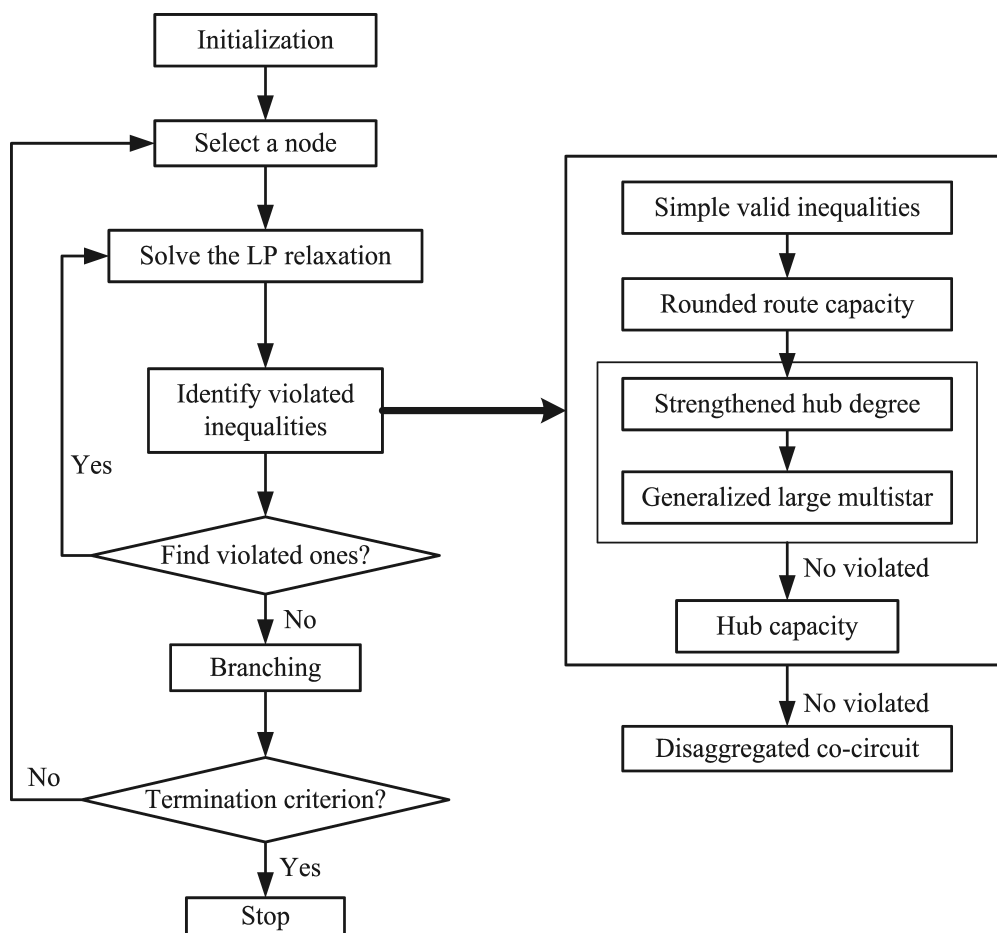 Initialization
Select a node
Solve the LP relaxation
Identify violated
inequalities
Yes
Find violated ones?
No
Branching
No
Termination criterion?
Yes
Stop
Simple valid inequalities
Rounded route capacity
Strengthened hub degree
Generalized large multistar
No violated
Hub capacity
No violated
Disaggregated co-circuit